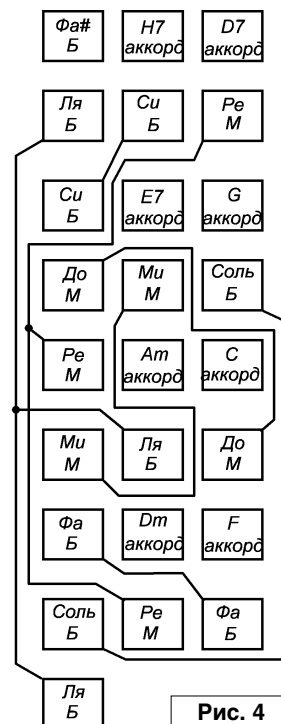 Фа# H7 D7
Б аккорд аккорд
Ля Си Ре
Б Б М
Си E7 G
Б аккорд аккорд
До Ми Соль
М М Б
Ре Am C
М аккорд аккорд
Ми Ля До
М Б М
Фа Dm F
Б аккорд аккорд
Соль Ре Фа
Б М Б
Ля
Б
Рис. 4